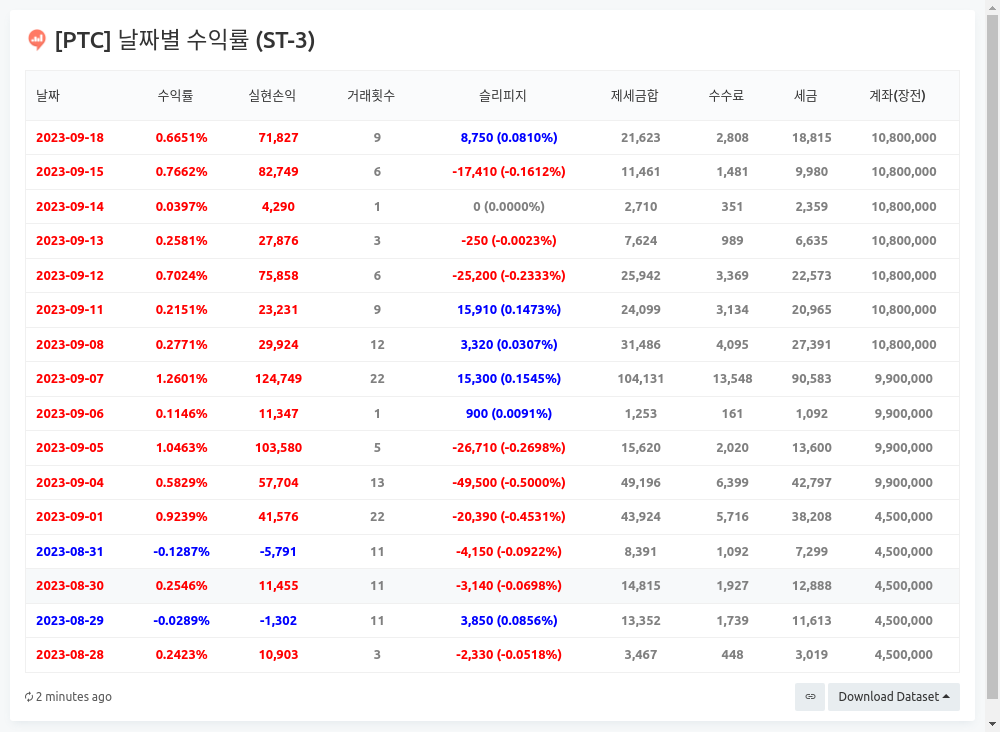 [PTC] 날짜별 수익률 (ST-3)
날짜 수익률 실현손익 거래횟수 슬리피지 제세금합 수수료 세금 계좌(장전)
2023-09-18 0.6651% 71,827 9 8,750 (0.0810%) 21,623 2,808 18,815 10,800,000
2023-09-15 0.7662% 82,749 6 -17,410 (-0.1612%) 11,461 1,481 9,980 10,800,000
2023-09-14 0.0397% 4,290 1 0 (0.0000%) 2,710 351 2,359 10,800,000
2023-09-13 0.2581% 27,876 3 -250 (-0.0023%) 7,624 989 6,635 10,800,000
2023-09-12 0.7024% 75,858 6 -25,200 (-0.2333%) 25,942 3,369 22,573 10,800,000
2023-09-11 0.2151% 23,231 9 15,910 (0.1473%) 24,099 3,134 20,965 10,800,000
2023-09-08 0.2771% 29,924 12 3,320 (0.0307%) 31,486 4,095 27,391 10,800,000
2023-09-07 1.2601% 124,749 22 15,300 (0.1545%) 104,131 13,548 90,583 9,900,000
2023-09-06 0.1146% 11,347 1 900 (0.0091%) 1,253 161 1,092 9,900,000
2023-09-05 1.0463% 103,580 5 -26,710 (-0.2698%) 15,620 2,020 13,600 9,900,000
2023-09-04 0.5829% 57,704 13 -49,500 (-0.5000%) 49,196 6,399 42,797 9,900,000
2023-09-01 0.9239% 41,576 22 -20,390 (-0.4531%) 43,924 5,716 38,208 4,500,000
2023-08-31 -0.1287% -5,791 11 -4,150 (-0.0922%) 8,391 1,092 7,299 4,500,000
2023-08-30 0.2546% 11,455 11 -3,140 (-0.0698%) 14,815 1,927 12,888 4,500,000
2023-08-29 -0.0289% -1,302 11 3,850 (0.0856%) 13,352 1,739 11,613 4,500,000
2023-08-28 0.2423% 10,903 3 -2,330 (-0.0518%) 3,467 448 3,019 4,500,000
2 minutes ago Download Dataset